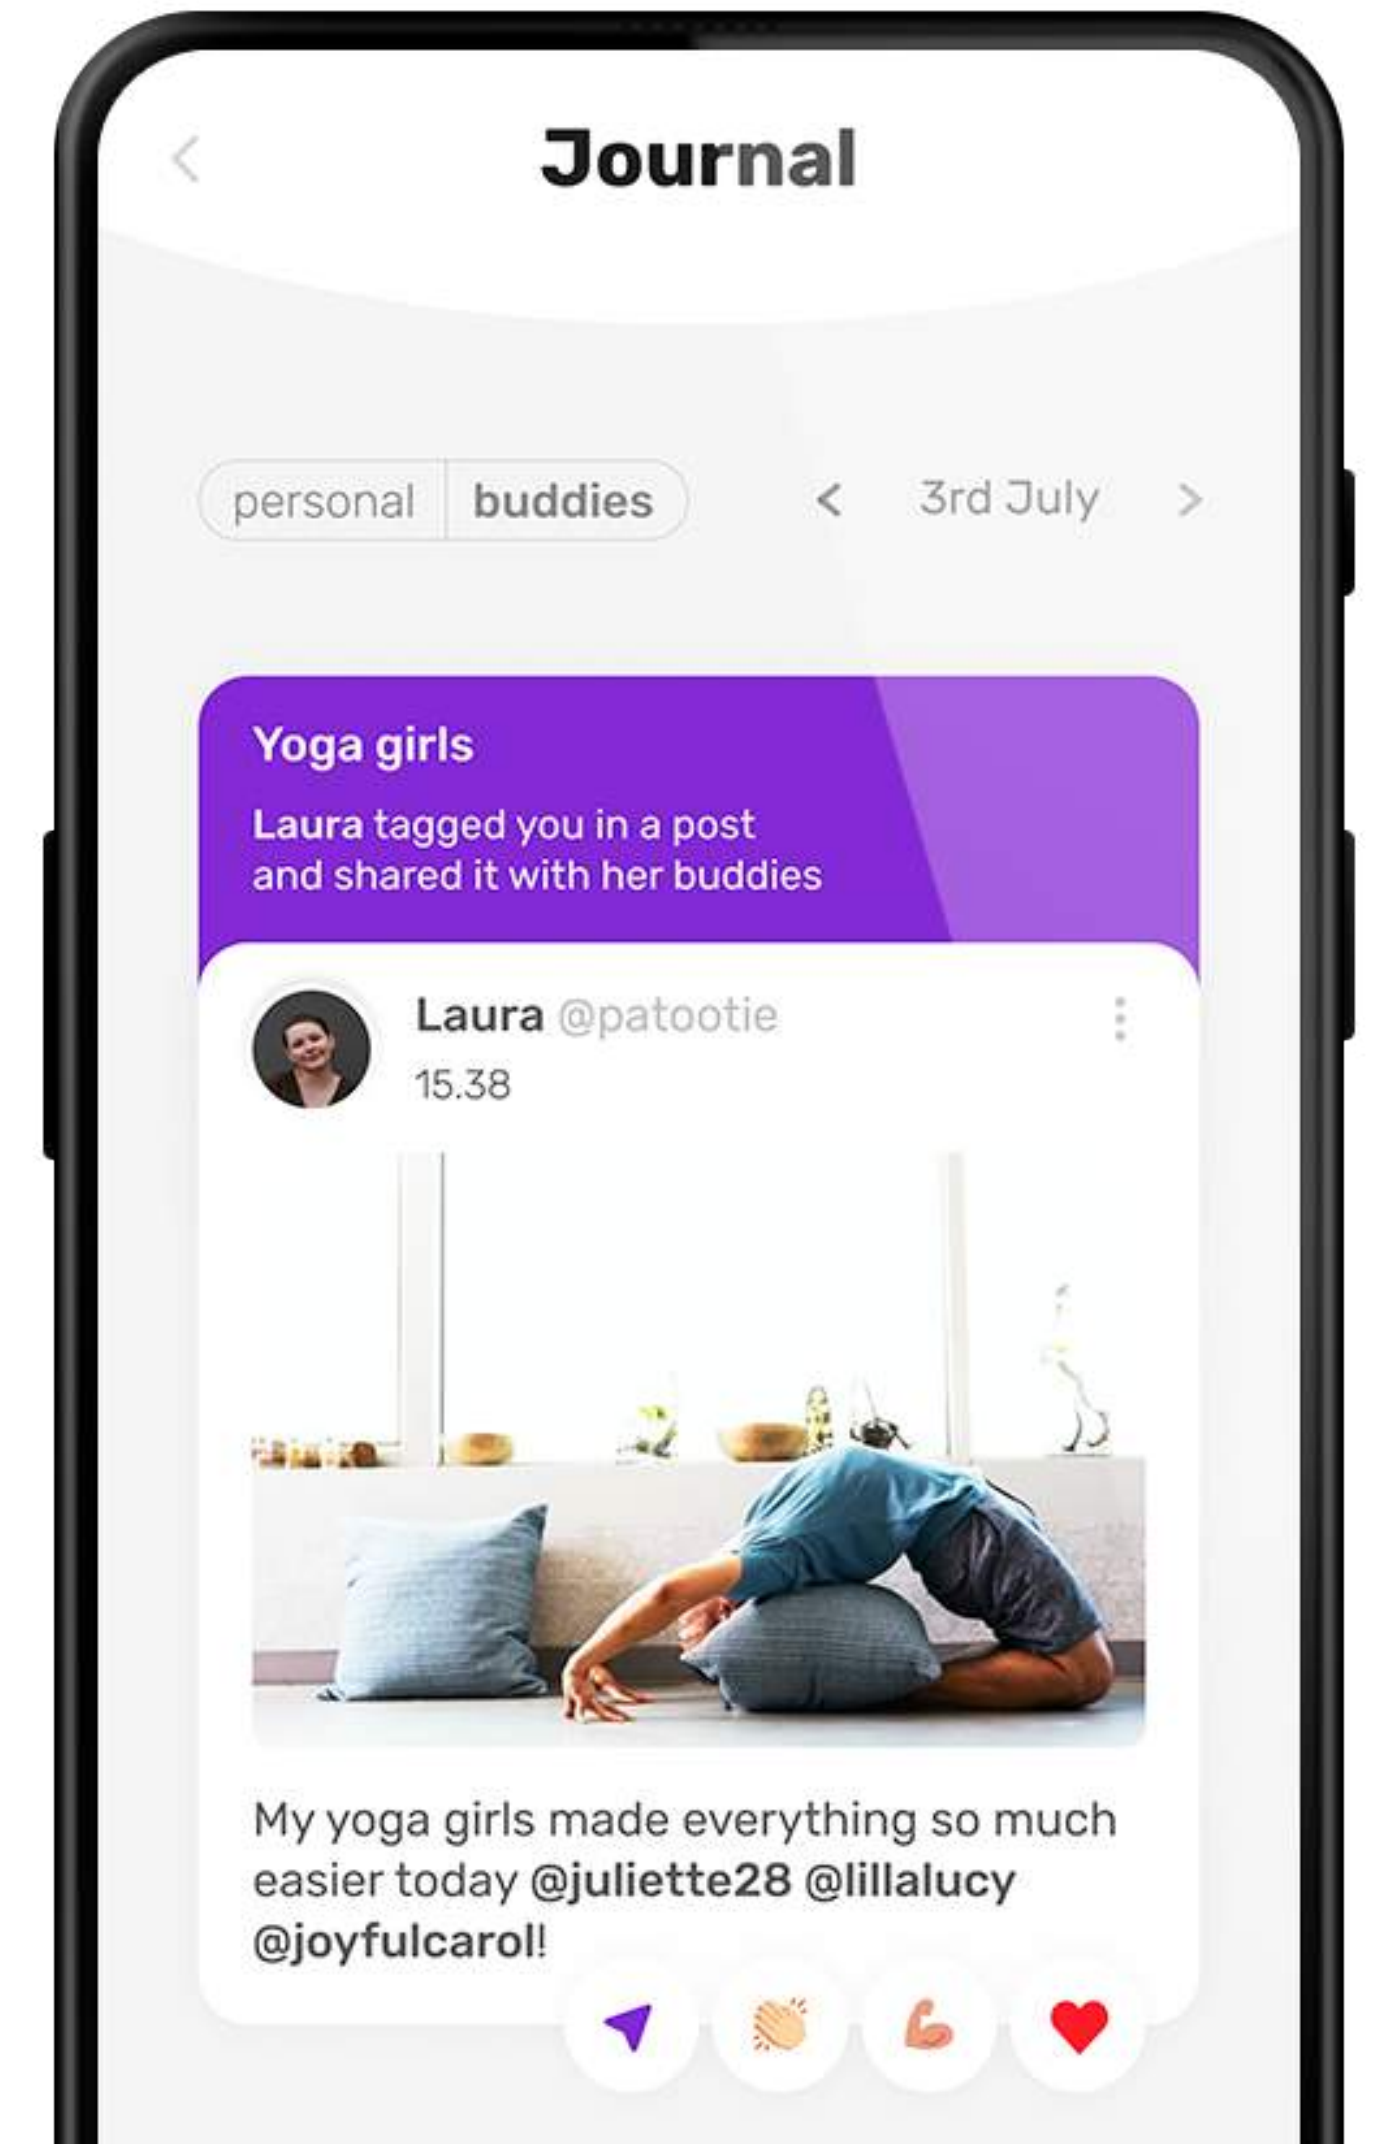 Journal
personal buddies
3rd July
Yoga girls
Laura tagged you in a post
and shared it with her buddies
Laura @patootie
15.38
My yoga girls made everything so much
easier today @juliette28 @lillalucy
@joyfulcarol!